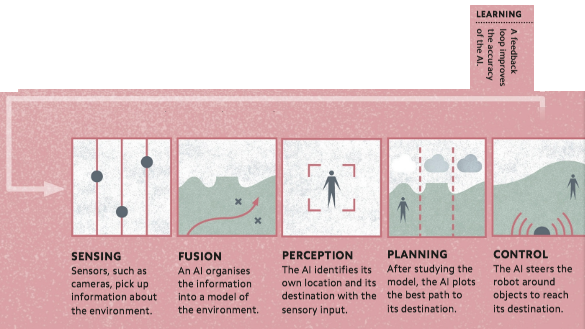 LEARNING
A feedback
loop improves
the accuracy
of the AI.
SENSING
Sensors, such as
cameras, pick up
information about
the environment.
FUSION
An AI organises
the information
into a model of
the environment.
PERCEPTION
The AI identifies its
own location and its
destination with the
sensory input.
PLANNING
After studying the
model, the AI plots
the best path to
its destination.
CONTROL
The AI steers the
robot around
objects to reach
its destination.